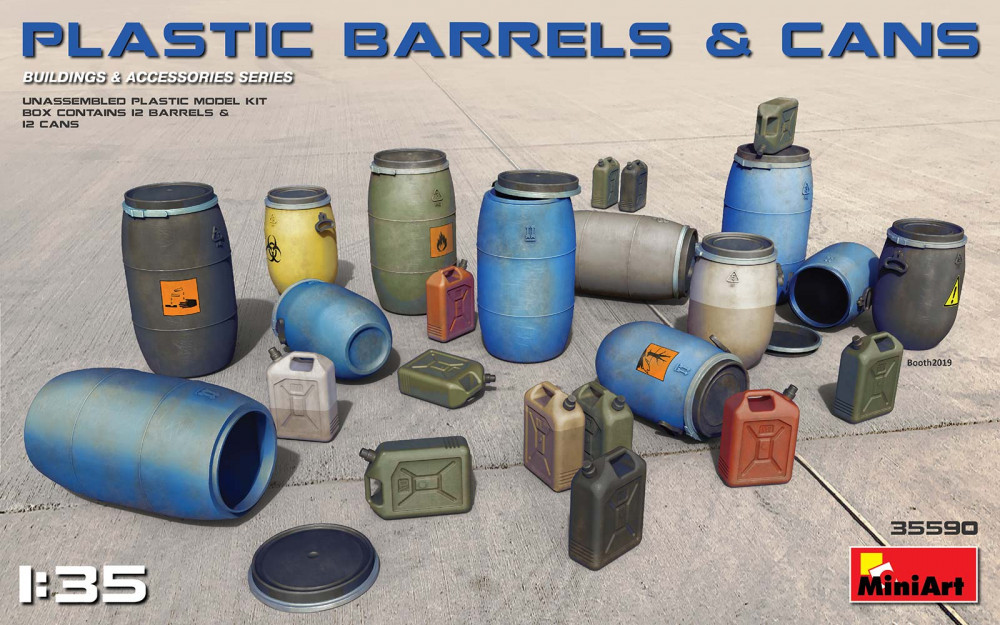 PLASTIC BARRELS & CANS
BUILDINGS & ACCESSORIES SERIES
UNASSEMBLED PLASTIC MODEL KIT
BOX CONTAINS 12 BARRELS &
12 CANS
Booth2019
35590
1:35
MiniArt